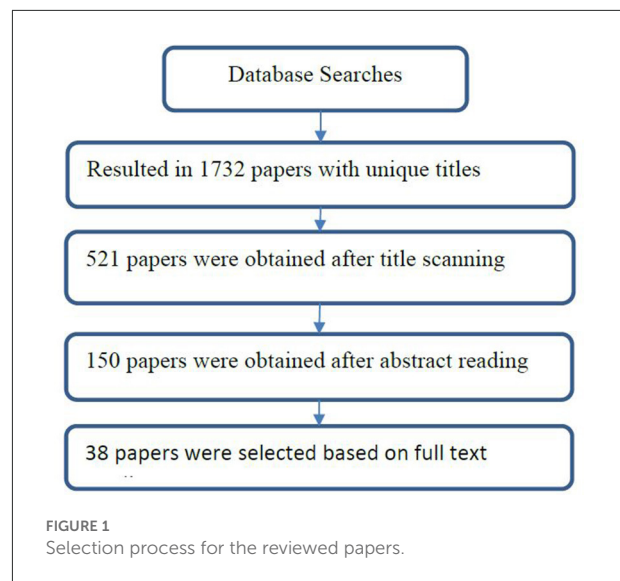 Database Searches
Resulted in 1732 papers with unique titles
521 papers were obtained after title scanning
150 papers were obtained after abstract reading
38 papers were selected based on full text
FIGURE 1
Selection process for the reviewed papers.